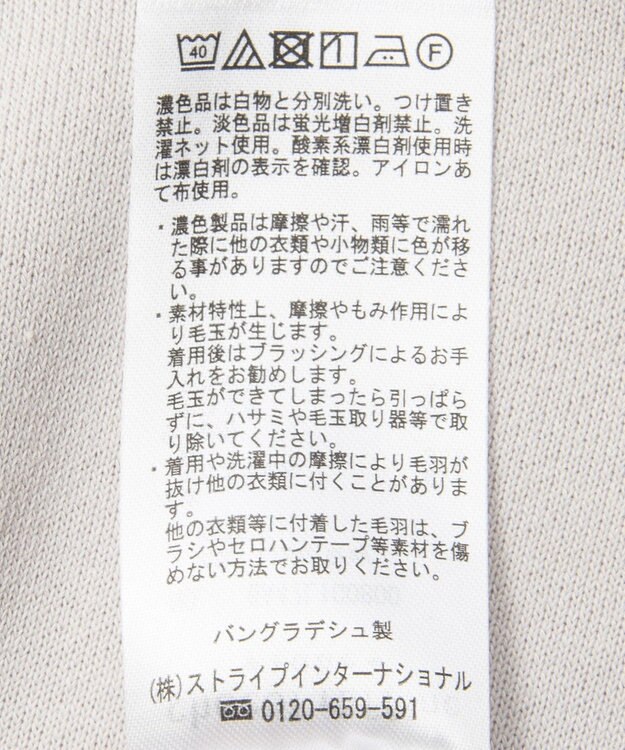 40 F
濃色品は白物と分別洗い。つけ置き
禁止。淡色品は蛍光増白剤禁止。洗
濯ネット使用。酸素系漂白剤使用時
は漂白剤の表示を確認。アイロンあ
て布使用。
・濃色製品は摩擦や汗、雨等で濡れ
た際に他の衣類や小物類に色が移
る事がありますのでご注意くださ
い。
・素材特性上、摩擦やもみ作用によ
り毛玉が生じます。
着用後はブラッシングによるお手
入れをお勧めします。
毛玉ができてしまったら引っぱら
ずに、ハサミや毛玉取り器等で取
り除いてください。
・着用や洗濯中の摩擦により毛羽が
抜け他の衣類に付くことがありま
す。
他の衣類等に付着した毛羽は、ブ
ラシやセロハンテープ等素材を傷
めない方法でお取りください。
バングラデシュ製
(株)ストライプインターナショナル
0120-659-591